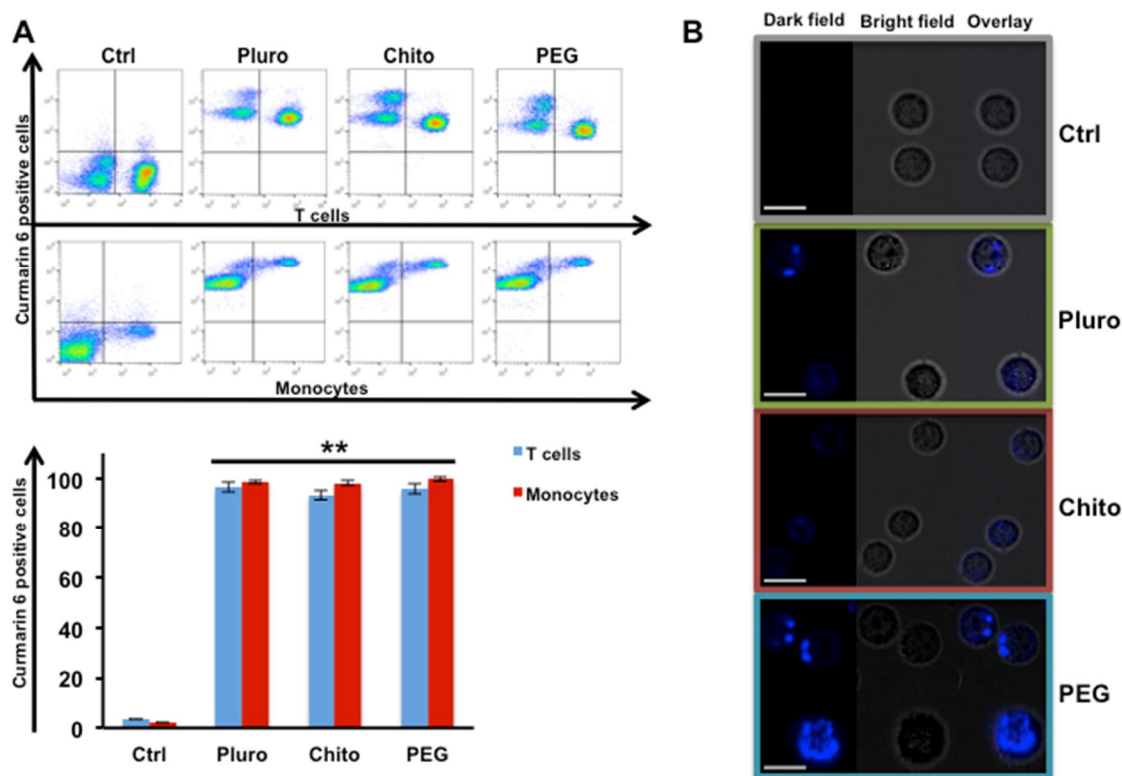 A
Ctrl Pluro Chito PEG
Curmarin 6 positive cells
T cells
Monocytes
Curmarin 6 positive cells
**
T cells
Monocytes
100
80
60
40
20
0
Ctrl Pluro Chito PEG
B
Dark field Bright field Overlay
Ctrl
Pluro
Chito
PEG